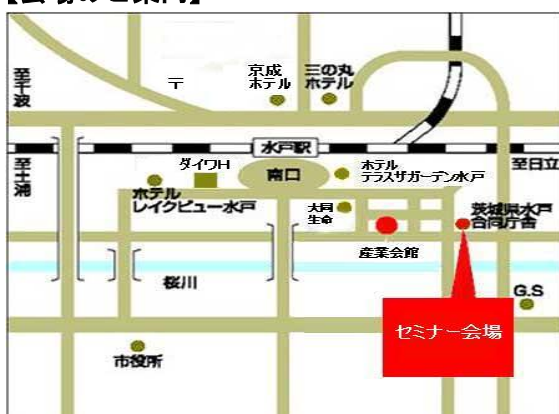 【会場のご案内】
至千波
〒
京成
ホテル
三の丸
ホテル
水戸駅
至土浦
ダイワH
南口
ホテル
テラスザガーデン水戸
至日立
ホテル
レイクビュー水戸
大同
生命
産業会館
茨城県水戸
合同庁舎
桜川
G.S
セミナー会場
市役所